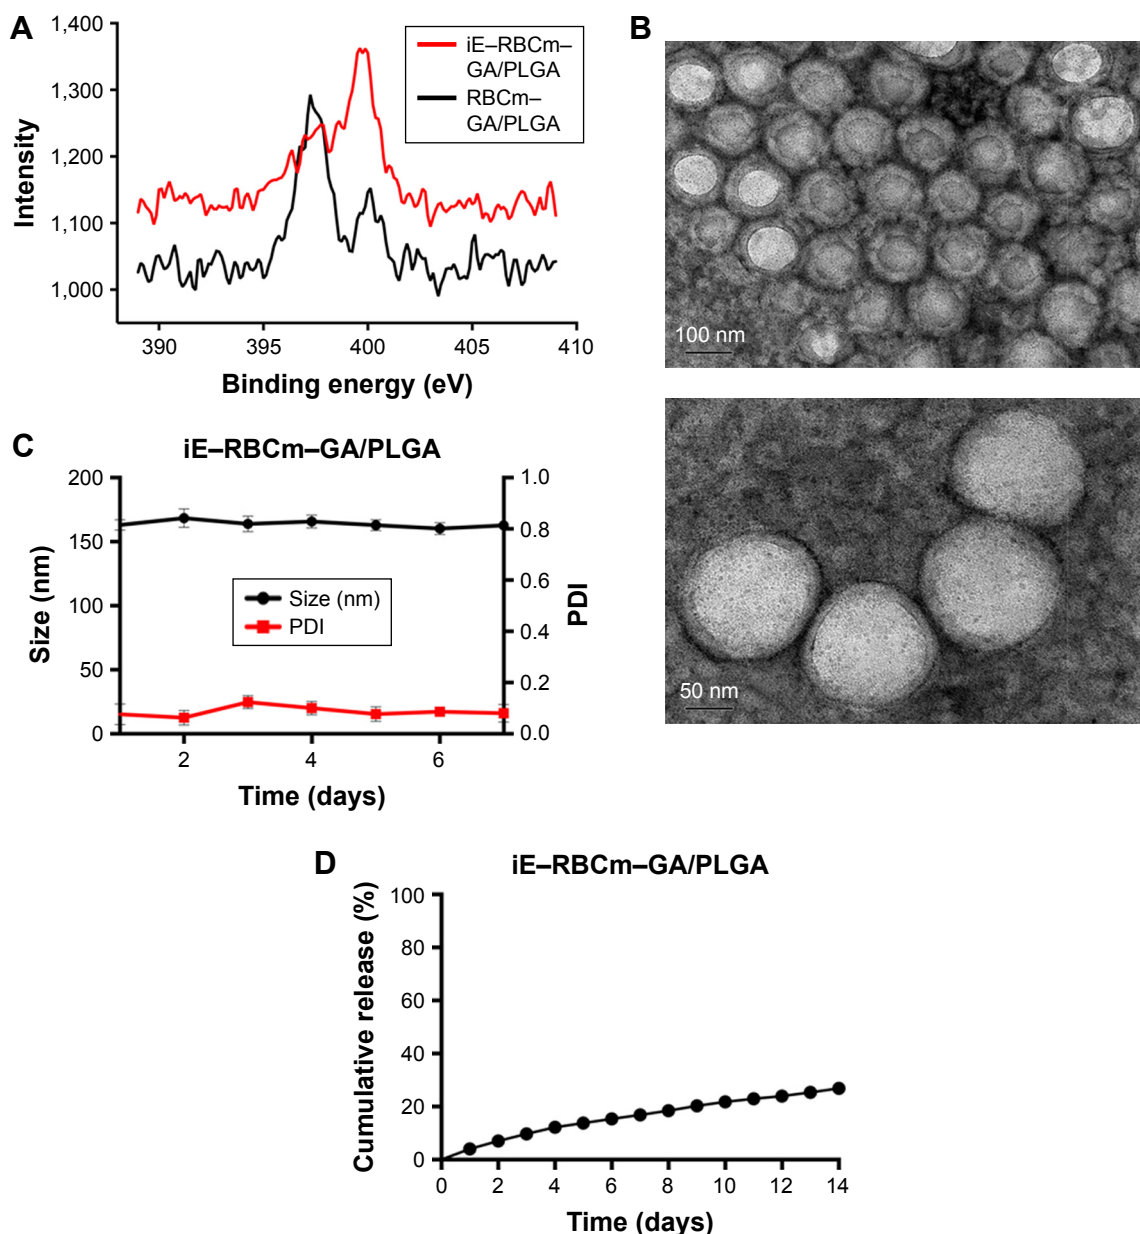 A
1,400
1,300
1,200
1,100
1,000
Intensity
390
395
400
405
410
Binding energy (eV)
iE–RBCm–
GA/PLGA
RBCm–
GA/PLGA
B
100 nm
50 nm
C
iE–RBCm–GA/PLGA
200
150
100
50
0
Size (nm)
1.0
0.8
0.6
0.4
0.2
0.0
PDI
Size (nm)
PDI
2
4
6
Time (days)
D
iE–RBCm–GA/PLGA
100
80
60
40
20
0
Cumulative release (%)
0
2
4
6
8
10
12
14
Time (days)